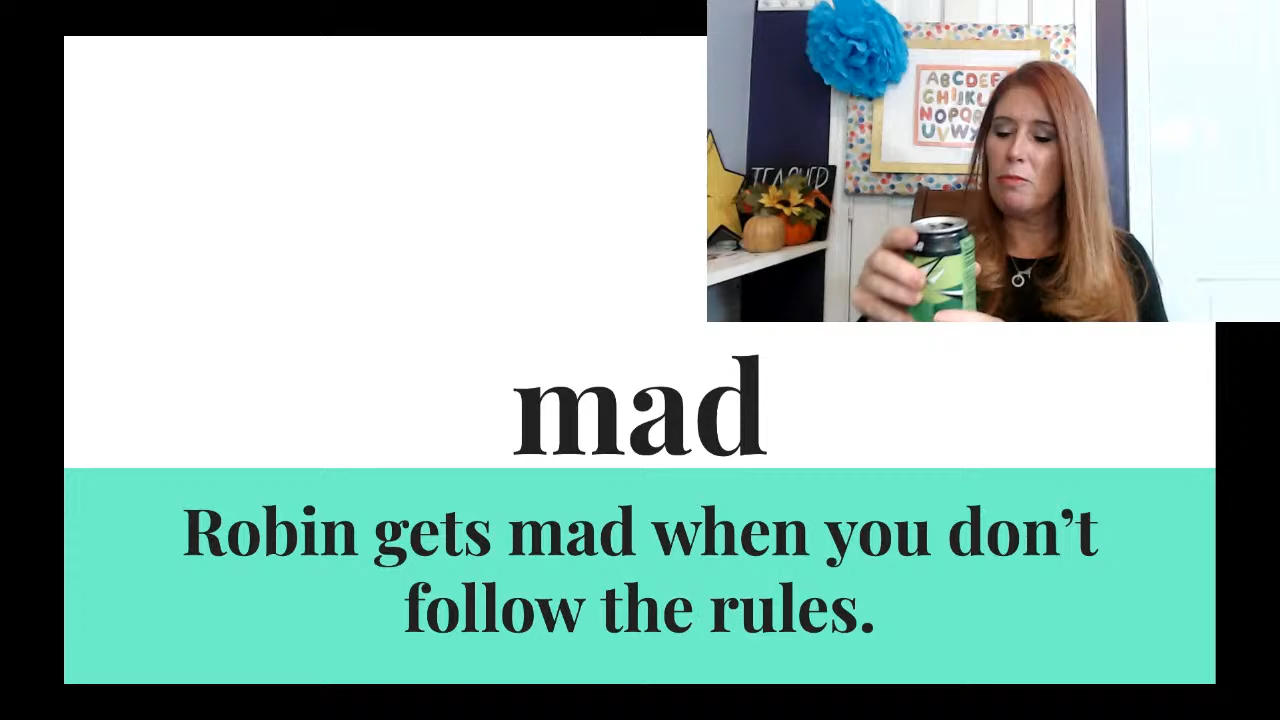 ABCDEF
GHIJKL
NOPQR
UVWX
TEACHER
mad
Robin gets mad when you don’t
follow the rules.